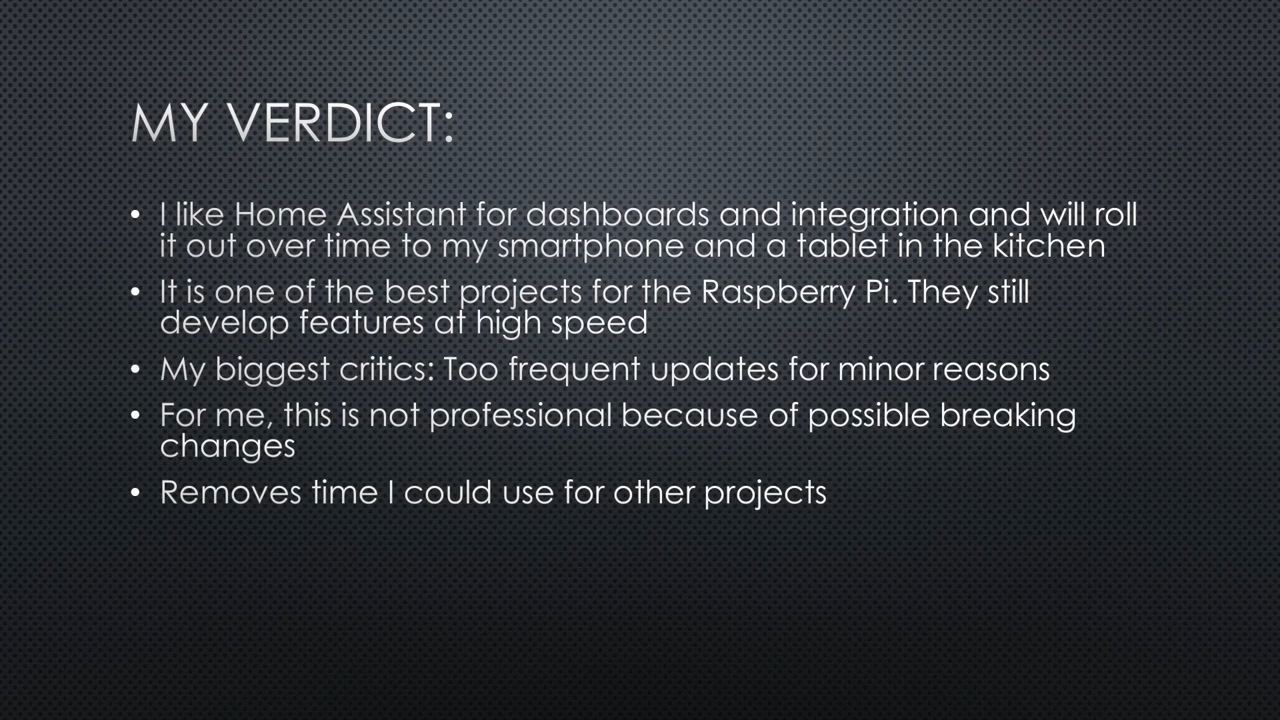 MY VERDICT:
• I like Home Assistant for dashboards and integration and will roll
it out over time to my smartphone and a tablet in the kitchen
• It is one of the best projects for the Raspberry Pi. They still
develop features at high speed
• My biggest critics: Too frequent updates for minor reasons
• For me, this is not professional because of possible breaking
changes
• Removes time I could use for other projects